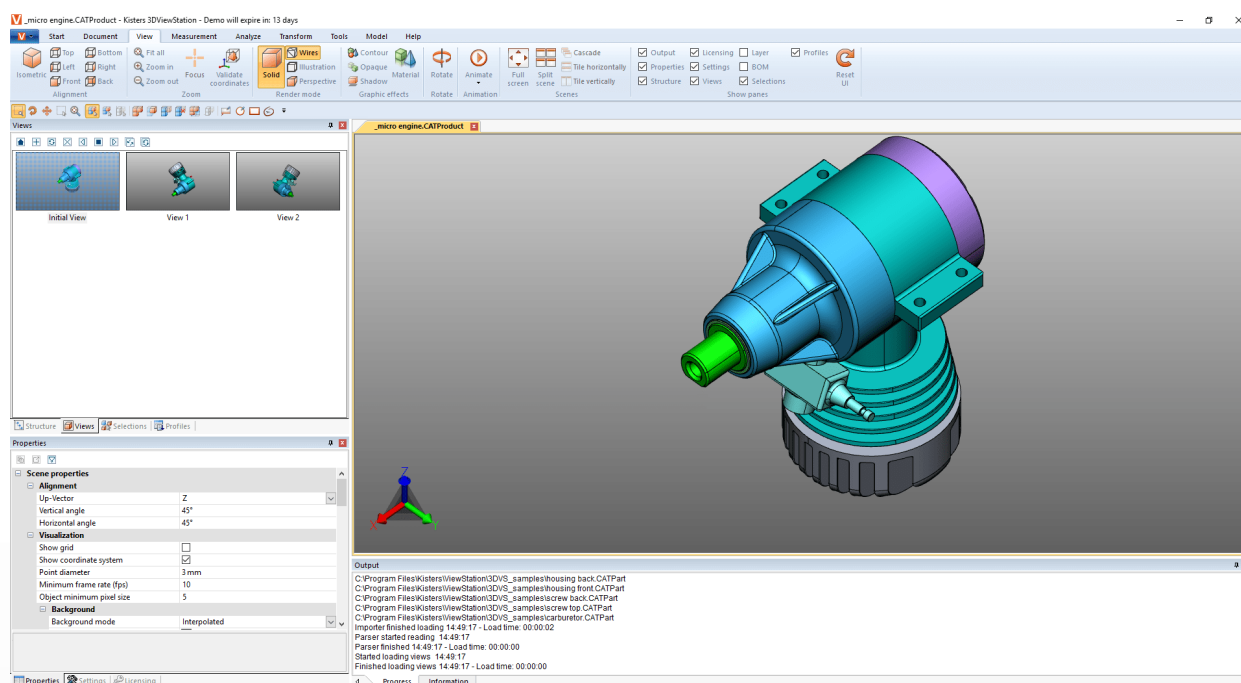 _micro engine.CATProduct - Kisters 3DViewStation - Demo will expire in: 13 days
View Start Document View Measurement Analyze Transform Tools Model Help
Top Bottom Fit all Wires Contour Cascade Output Licensing Layer Profiles
Left Right Zoom in Illustration Opaque Tile horizontally Properties Settings BOM
Front Back Zoom out Perspective Shadow Tile vertically Structure Views Selections
Isometric Focus Validate coordinates Solid Material Rotate Animate Full screen Split scene Reset UI
Alignment Zoom Render mode Graphic effects Rotate Animation Scenes Show panes
Views
_micro engine.CATProduct
Initial View View 1 View 2
Z
X Y
Structure Views Selections Profiles
Properties
Scene properties
Alignment
Up-Vector Z
Vertical angle 45°
Horizontal angle 45°
Visualization
Show grid
Show coordinate system
Point diameter 3 mm
Minimum frame rate (fps) 10
Object minimum pixel size 5
Background
Background mode Interpolated
Properties Settings Licensing
Output
C:\Program Files\Kisters\ViewStation\3DVS_samples\housing back.CATPart
C:\Program Files\Kisters\ViewStation\3DVS_samples\housing front.CATPart
C:\Program Files\Kisters\ViewStation\3DVS_samples\screw back.CATPart
C:\Program Files\Kisters\ViewStation\3DVS_samples\screw top.CATPart
C:\Program Files\Kisters\ViewStation\3DVS_samples\carburetor.CATPart
Importer finished loading 14:49:17 - Load time: 00:00:02
Parser started reading 14:49:17
Parser finished 14:49:17 - Load time: 00:00:00
Started loading views 14:49:17
Finished loading views 14:49:17 - Load time: 00:00:00
Progress Information